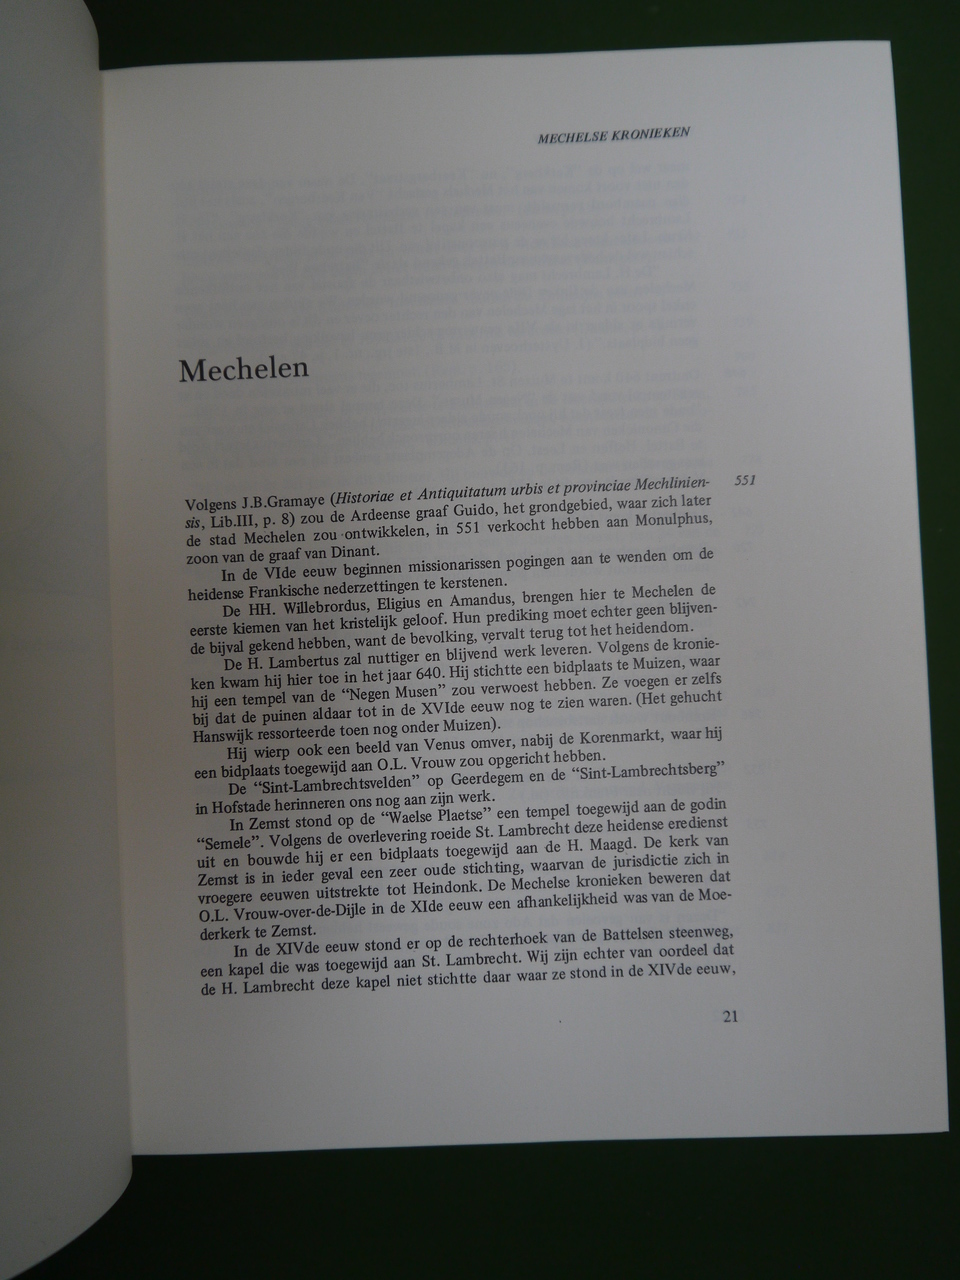 MECHELSE KRONIEKEN
Mechelen
Volgens J.B.Gramaye (Historiae et Antiquitatum urbis et provinciae Mechlinien- 551
sis, Lib.III, p. 8) zou de Ardeense graaf Guido, het grondgebied, waar zich later
de stad Mechelen zou ontwikkelen, in 551 verkocht hebben aan Monulphus,
zoon van de graaf van Dinant.
In de VIde eeuw beginnen missionarissen pogingen aan te wenden om de
heidense Frankische nederzettingen te kerstenen.
De HH. Willebrordus, Eligius en Amandus, brengen hier te Mechelen de
eerste kiemen van het kristelijk geloof. Hun prediking moet echter geen blijven-
de bijval gekend hebben, want de bevolking, vervalt terug tot het heidendom.
De H. Lambertus zal nuttiger en blijvend werk leveren. Volgens de kronie-
ken kwam hij hier toe in het jaar 640. Hij stichtte een bidplaats te Muizen, waar
hij een tempel van de “Negen Musen” zou verwoest hebben. Ze voegen er zelfs
bij dat de puinen aldaar tot in de XVIde eeuw nog te zien waren. (Het gehucht
Hanswijk ressorteerde toen nog onder Muizen).
Hij wierp ook een beeld van Venus omver, nabij de Korenmarkt, waar hij
een bidplaats toegewijd aan O.L. Vrouw zou opgericht hebben.
De “Sint-Lambrechtsvelden” op Geerdegem en de “Sint-Lambrechtsberg”
in Hofstade herinneren ons nog aan zijn werk.
In Zemst stond op de “Waelse Plaetse” een tempel toegewijd aan de godin
“Semele”. Volgens de overlevering roeide St. Lambrecht deze heidense eredienst
uit en bouwde hij er een bidplaats toegewijd aan de H. Maagd. De kerk van
Zemst is in ieder geval een zeer oude stichting, waarvan de jurisdictie zich in
vroegere eeuwen uitstrekte tot Heindonk. De Mechelse kronieken beweren dat
O.L. Vrouw-over-de-Dijle in de XIde eeuw een afhankelijkheid was van de Moe-
derkerk te Zemst.
In de XIVde eeuw stond er op de rechterhoek van de Battelsen steenweg,
een kapel die was toegewijd aan St. Lambrecht. Wij zijn echter van oordeel dat
de H. Lambrecht deze kapel niet stichtte daar waar ze stond in de XIVde eeuw,
21